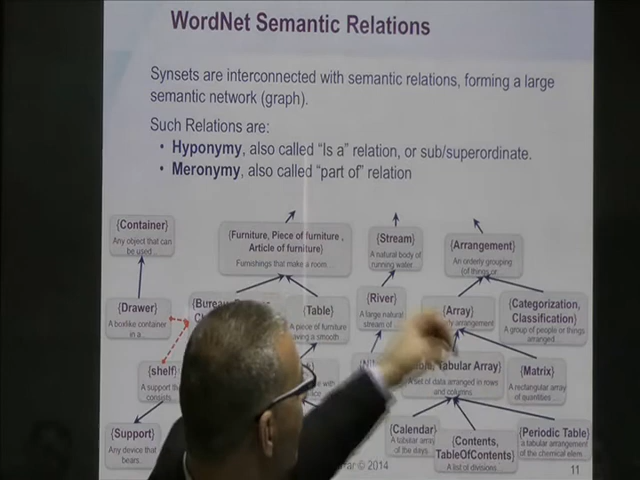 WordNet Semantic Relations
Synsets are interconnected with semantic relations, forming a large
semantic network (graph).
Such Relations are:
• Hyponymy, also called "Is a" relation, or sub/superordinate.
• Meronymy, also called "part of" relation
{Container}
Any object that can
be used
{Furniture, Piece of furniture ,
Article of furniture}
Furnishings that make a room
{Stream}
A natural body of
running water
{Arrangement}
An orderly grouping
(of things or
{Drawer}
A boxlike container
in a
{Table}
A piece of furniture
having a smooth
{River}
A large natural
stream of
{Array}
arrangement
{Categorization,
Classification}
A group of people or things
arranged
{shelf}
A support
consists
Tabular Array}
A set of data arranged in rows
and columns
{Matrix}
A rectangular array
of quantities
{Support}
Any device that
bears
{Calendar}
A tabular array
of the days
{Contents,
TableOfContents}
A list of divisions
{Periodic Table}
a tabular arrangement
of the chemical elem
© 2014
11